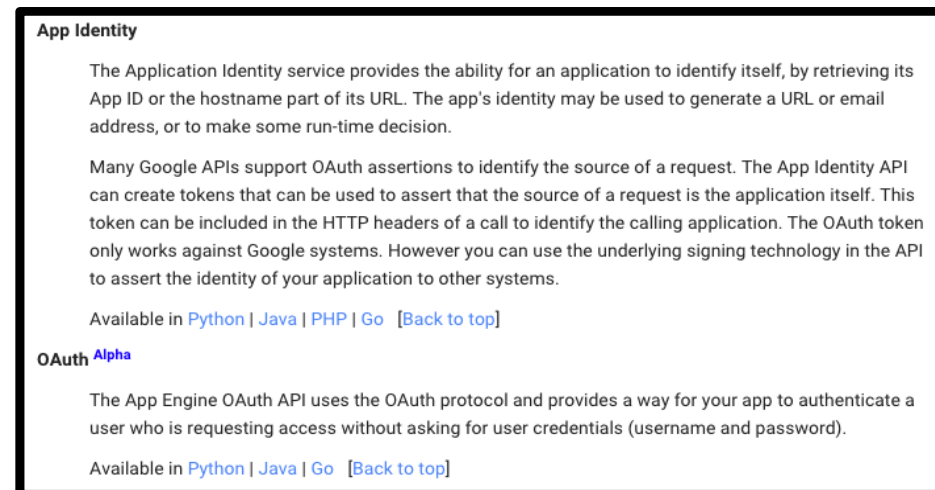 App Identity
The Application Identity service provides the ability for an application to identify itself, by retrieving its
App ID or the hostname part of its URL. The app's identity may be used to generate a URL or email
address, or to make some run-time decision.
Many Google APIs support OAuth assertions to identify the source of a request. The App Identity API
can create tokens that can be used to assert that the source of a request is the application itself. This
token can be included in the HTTP headers of a call to identify the calling application. The OAuth token
only works against Google systems. However you can use the underlying signing technology in the API
to assert the identity of your application to other systems.
Available in Python | Java | PHP | Go [Back to top]
OAuth Alpha
The App Engine OAuth API uses the OAuth protocol and provides a way for your app to authenticate a
user who is requesting access without asking for user credentials (username and password).
Available in Python | Java | Go [Back to top]